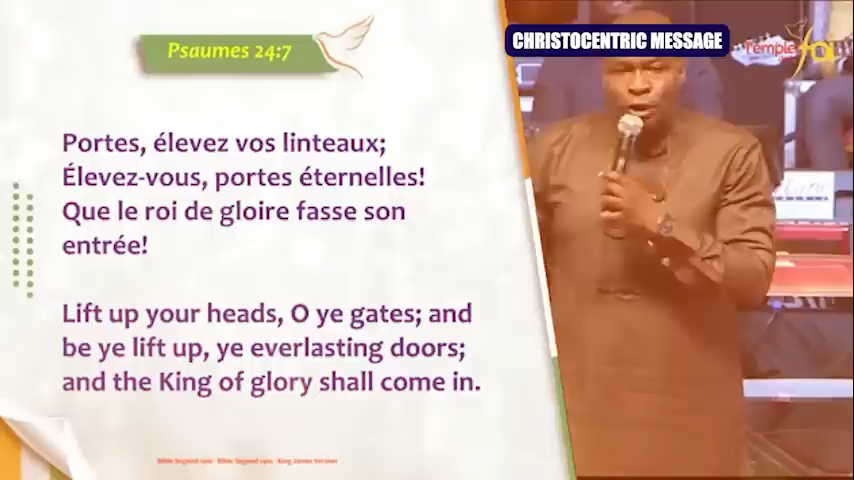 Psaumes 24:7
CHRISTOCENTRIC MESSAGE
Temple
foi
Portes, élevez vos linteaux;
Élevez-vous, portes éternelles!
Que le roi de gloire fasse son
entrée!
Lift up your heads, O ye gates; and
be ye lift up, ye everlasting doors;
and the King of glory shall come in.